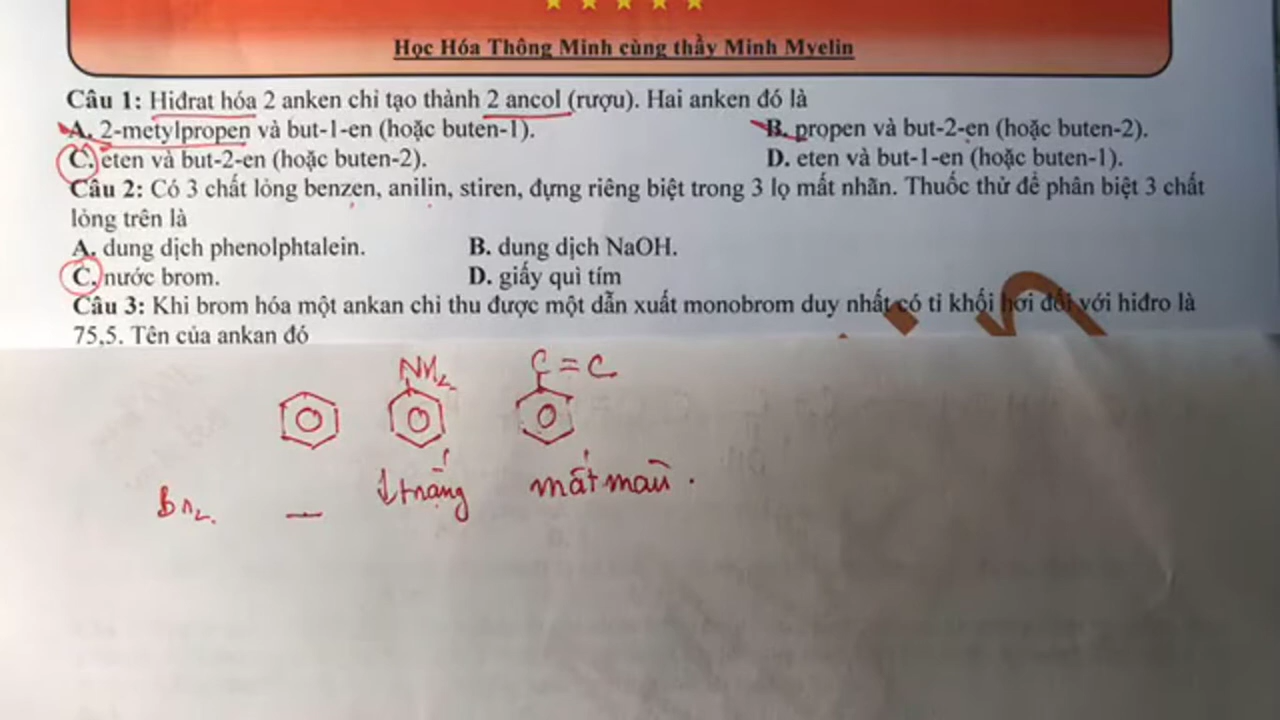 Học Hóa Thông Minh cùng thầy Minh Myelin
Câu 1: Hiđrat hóa 2 anken chỉ tạo thành 2 ancol (rượu). Hai anken đó là
A. 2-metylpropen và but-1-en (hoặc buten-1). B. propen và but-2-en (hoặc buten-2).
C. eten và but-2-en (hoặc buten-2). D. eten và but-1-en (hoặc buten-1).
Câu 2: Có 3 chất lỏng benzen, anilin, stiren, đựng riêng biệt trong 3 lọ mất nhãn. Thuốc thử để phân biệt 3 chất
lỏng trên là
A. dung dịch phenolphtalein. B. dung dịch NaOH.
C. nước brom. D. giấy quì tím
Câu 3: Khi brom hóa một ankan chỉ thu được một dẫn xuất monobrom duy nhất có tỉ khối hơi đối với hiđro là
75,5. Tên của ankan đó
NH2 C = C
Br2 — ↓trắng mất màu.